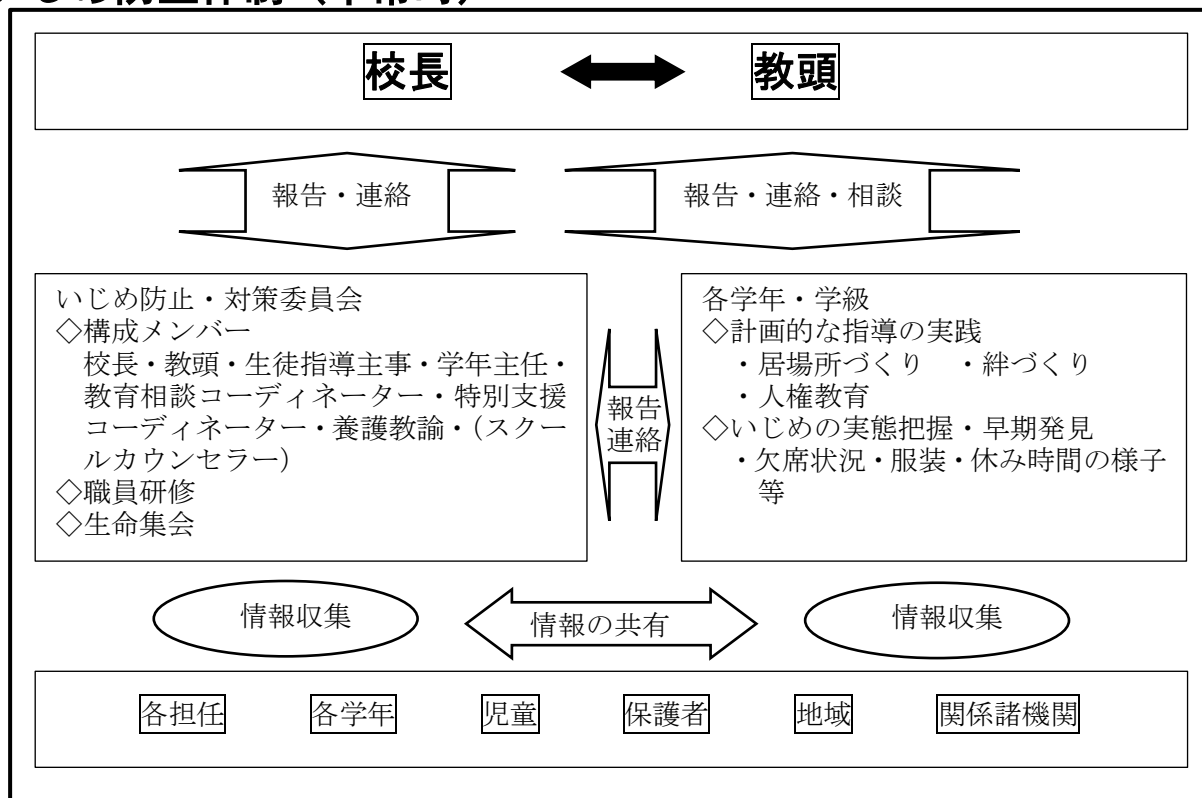 校長 教頭
報告・連絡
報告・連絡・相談
いじめ防止・対策委員会
◇構成メンバー
校長・教頭・生徒指導主事・学年主任・
教育相談コーディネーター・特別支援
コーディネーター・養護教諭・(スクー
ルカウンセラー)
◇職員研修
◇生命集会
報告
連絡
各学年・学級
◇計画的な指導の実践
・居場所づくり ・絆づくり
・人権教育
◇いじめの実態把握・早期発見
・欠席状況・服装・休み時間の様子
等
情報収集
情報の共有
情報収集
各担任 各学年 児童 保護者 地域 関係諸機関